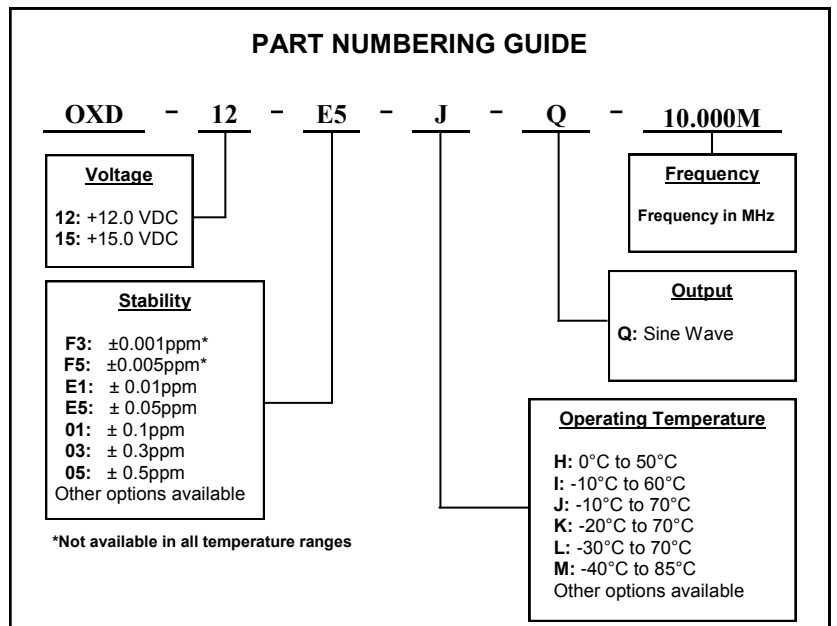 PART NUMBERING GUIDE
OXD - 12 - E5 - J - Q - 10.000M
Voltage
12: +12.0 VDC
15: +15.0 VDC
Stability
F3: ±0.001ppm*
F5: ±0.005ppm*
E1: ± 0.01ppm
E5: ± 0.05ppm
01: ± 0.1ppm
03: ± 0.3ppm
05: ± 0.5ppm
Other options available
*Not available in all temperature ranges
Frequency
Frequency in MHz
Output
Q: Sine Wave
Operating Temperature
H: 0°C to 50°C
I: -10°C to 60°C
J: -10°C to 70°C
K: -20°C to 70°C
L: -30°C to 70°C
M: -40°C to 85°C
Other options available